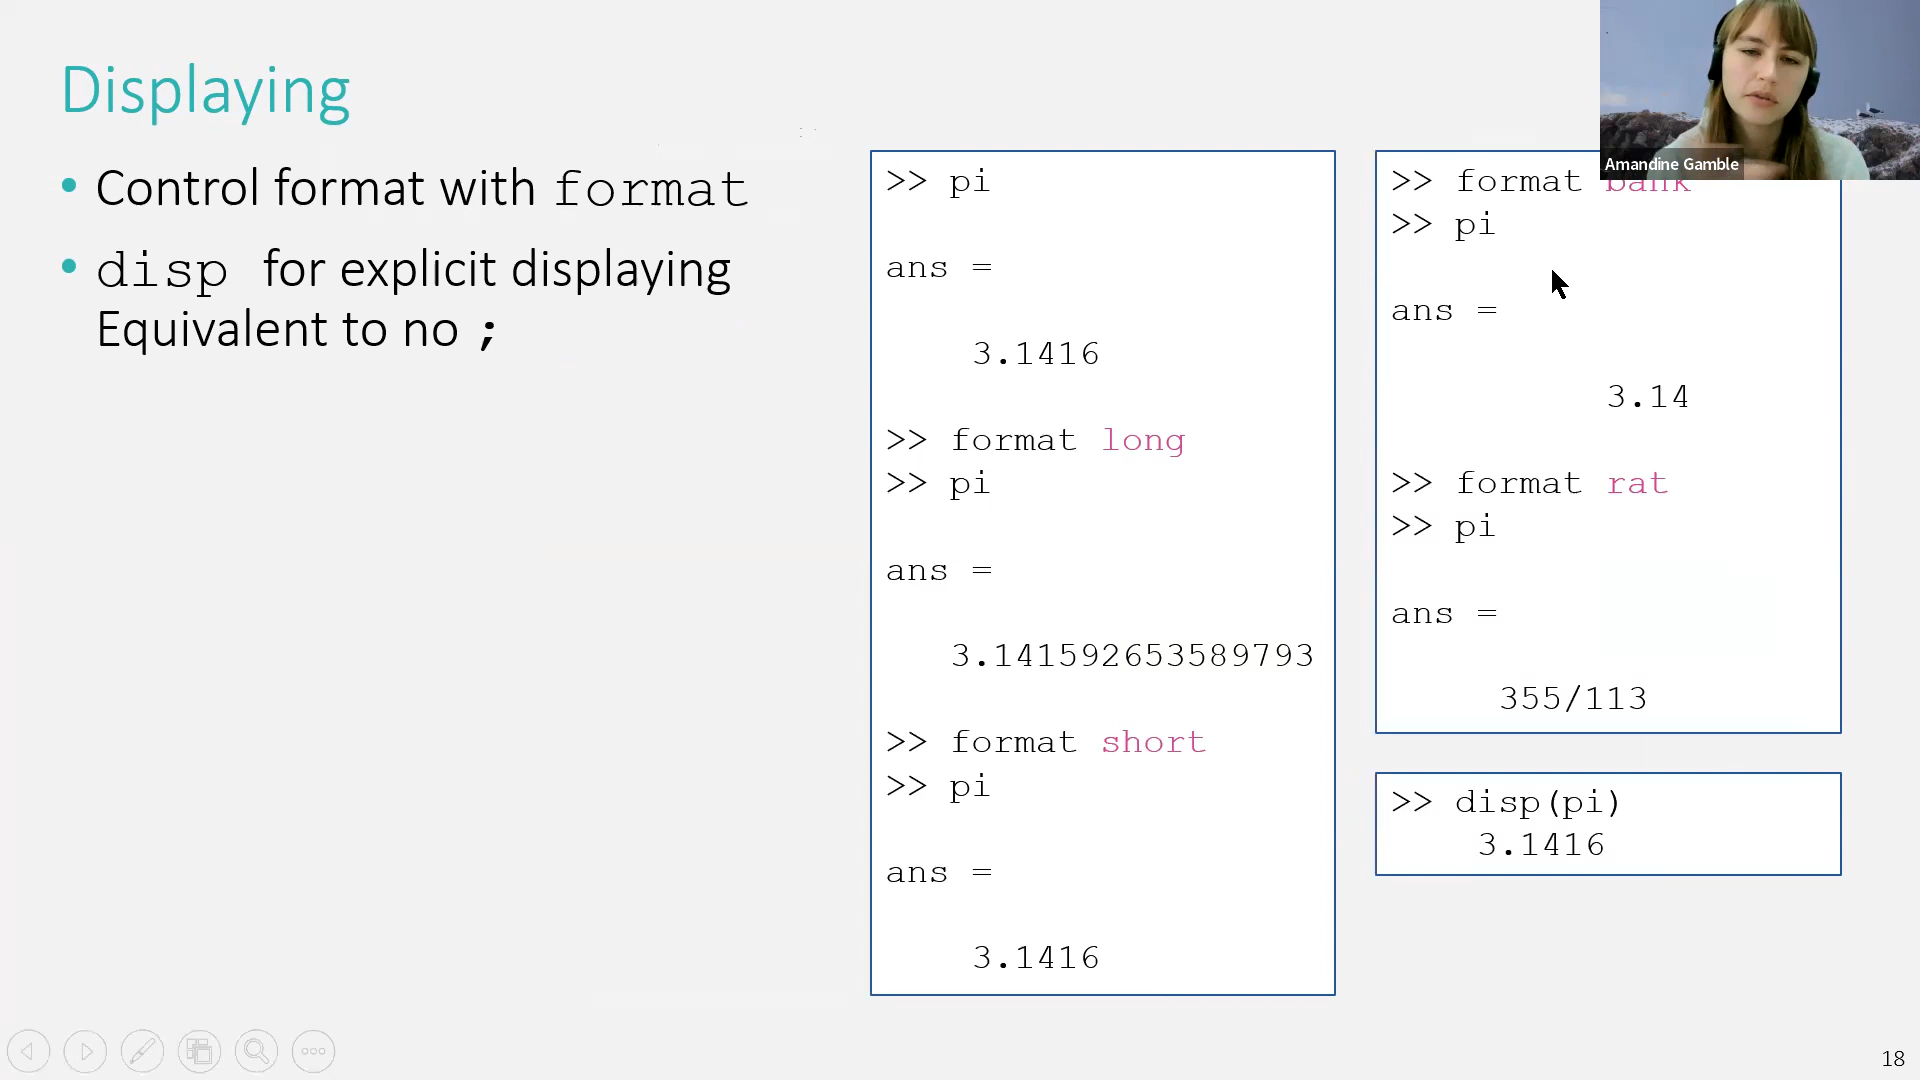 Displaying
• Control format with format
• disp for explicit displaying
Equivalent to no ;
>> pi
ans =
3.1416
>> format long
>> pi
ans =
3.141592653589793
>> format short
>> pi
ans =
3.1416
>> format bank
>> pi
ans =
3.14
>> format rat
>> pi
ans =
355/113
>> disp(pi)
3.1416
Amandine Gamble
18